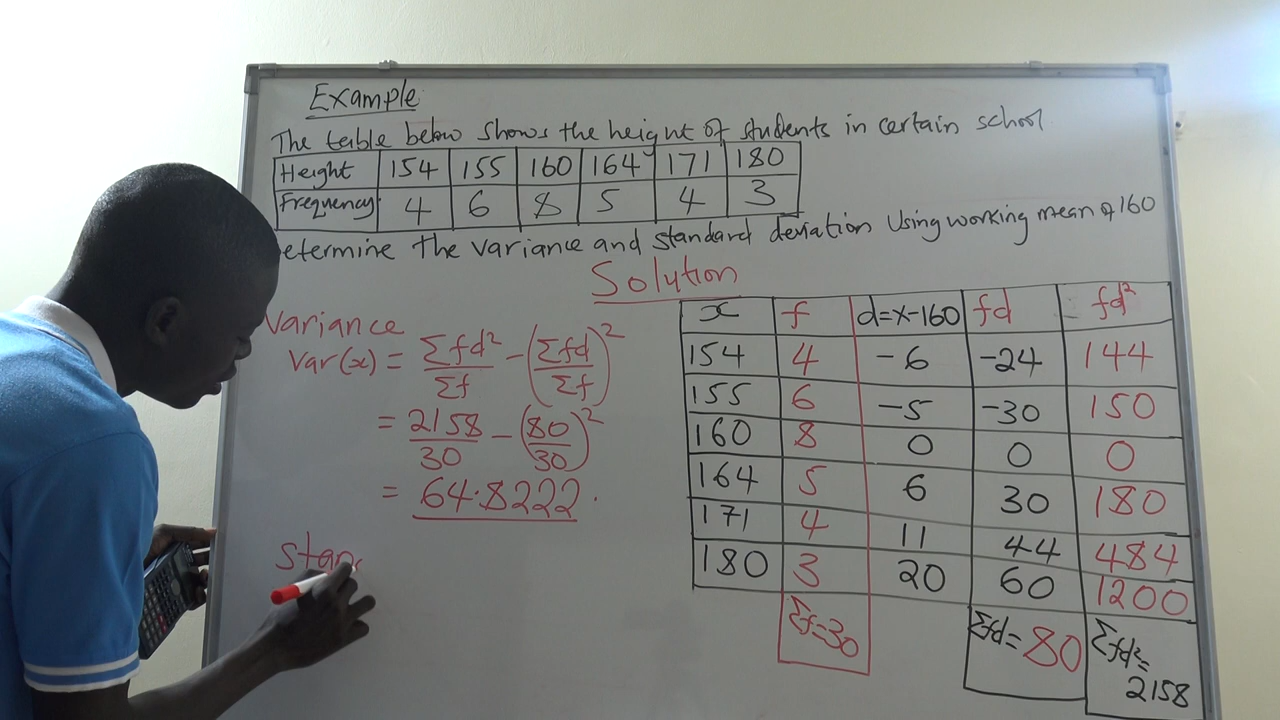 Example
The table below shows the height of students in certain school
Height 154 155 160 164 171 180
Frequency 4 6 8 5 4 3
etermine the variance and standard deviation Using working mean of 160
Solution
Variance
Var(x) = Σfd²/Σf - (Σfd/Σf)²
= 2158/30 - (80/30)²
= 64.8222.
Stan
x f d=x-160 fd fd²
154 4 -6 -24 144
155 6 -5 -30 150
160 8 0 0 0
164 5 6 30 180
171 4 11 44 484
180 3 20 60 1200
Σf=30 Σfd=80 Σfd²=2158